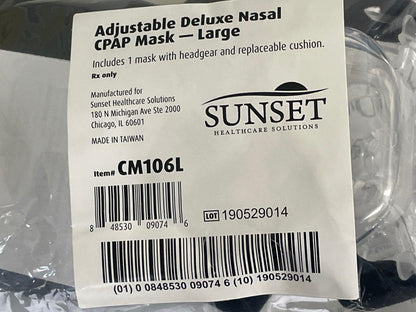 Adjustable Deluxe Nasal
CPAP Mask — Large
Includes 1 mask with headgear and replaceable cushion.
Rx only
Manufactured for
Sunset Healthcare Solutions
180 N Michigan Ave Ste 2000
Chicago, IL 60601
MADE IN TAIWAN
SUNSET
HEALTHCARE SOLUTIONS
Item# CM106L
8 48530 09074 6
LOT 190529014
(01) 0 0848530 09074 6 (10) 190529014